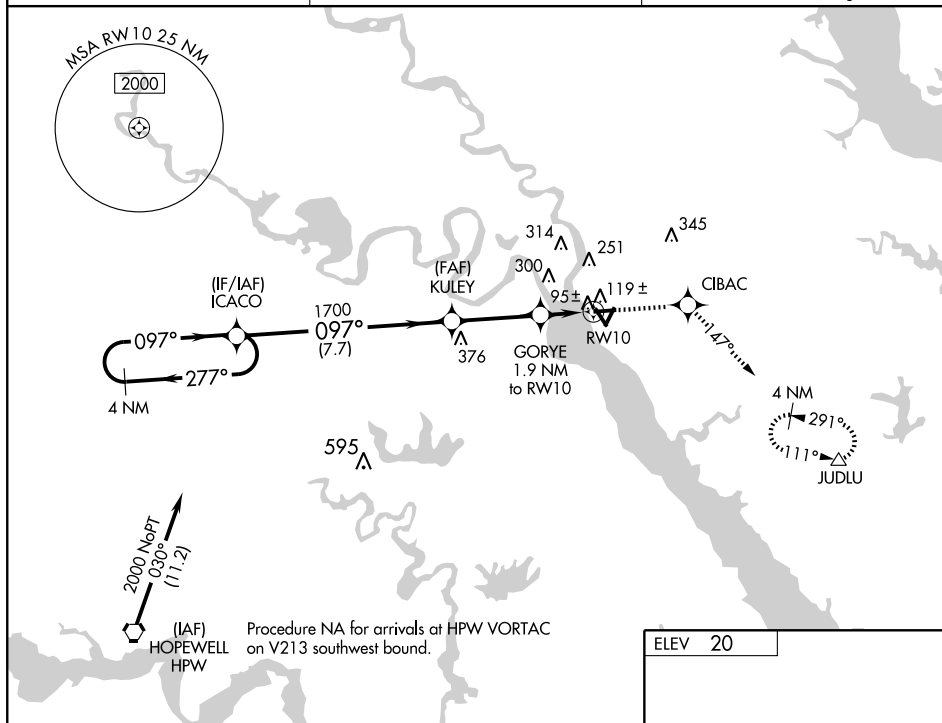 MSA RW10 25 NM
2000
314
251
345
300
(FAF)
KULEY
95±
119 ±
CIBAC
(IF/IAF)
ICACO
1700
097°
(7.7)
097°
277°
4 NM
376
GORYE
1.9 NM
to RW10
RW10
147°
4 NM
291°
111°
JUDLU
595
2000 NoPT
030°
(11.2)
(IAF)
HOPEWELL
HPW
Procedure NA for arrivals at HPW VORTAC
on V213 southwest bound.
ELEV 20